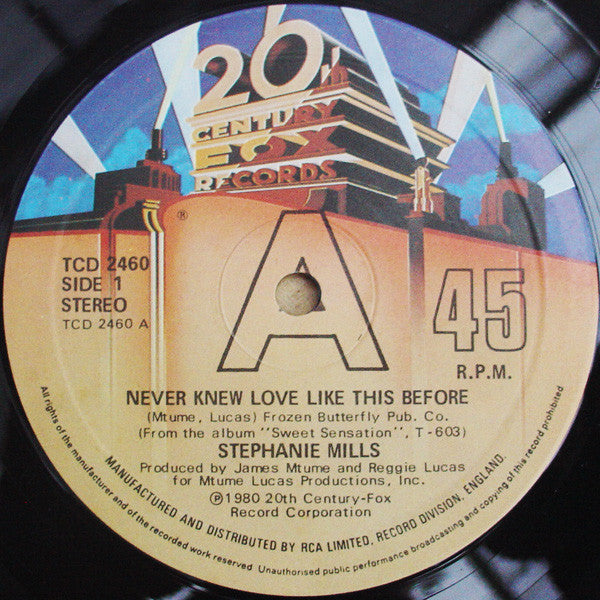 20th
CENTURY
FOX
RECORDS
®
A
TCD 2460
SIDE 1
STEREO
TCD 2460 A
45
R.P.M.
NEVER KNEW LOVE LIKE THIS BEFORE
(Mtume, Lucas) Frozen Butterfly Pub. Co.
(From the album "Sweet Sensation", T-603)
STEPHANIE MILLS
Produced by James Mtume and Reggie Lucas
for Mtume Lucas Productions, Inc.
℗ 1980 20th Century-Fox
Record Corporation
MANUFACTURED AND DISTRIBUTED BY RCA LIMITED, RECORD DIVISION, ENGLAND.
All rights of the manufacturer and of the owner of the recorded work reserved Unauthorised public performance broadcasting and copying of this record prohibited